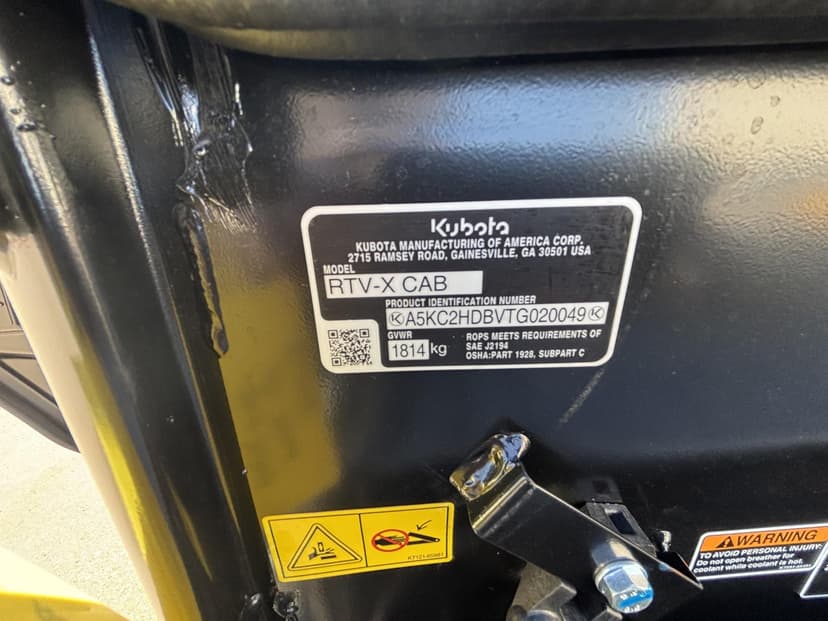 Kubota
KUBOTA MANUFACTURING OF AMERICA CORP.
2715 RAMSEY ROAD, GAINESVILLE, GA 30501 USA
MODEL
RTV-X CAB
PRODUCT IDENTIFICATION NUMBER
A5KC2HDBVTG020049
GVWR
1814 kg
ROPS MEETS REQUIREMENTS OF
SAE J2194
OSHA:PART 1928, SUBPART C
WARNING
TO AVOID PERSONAL INJURY:
Do not open breather for
coolant while coolant is hot.